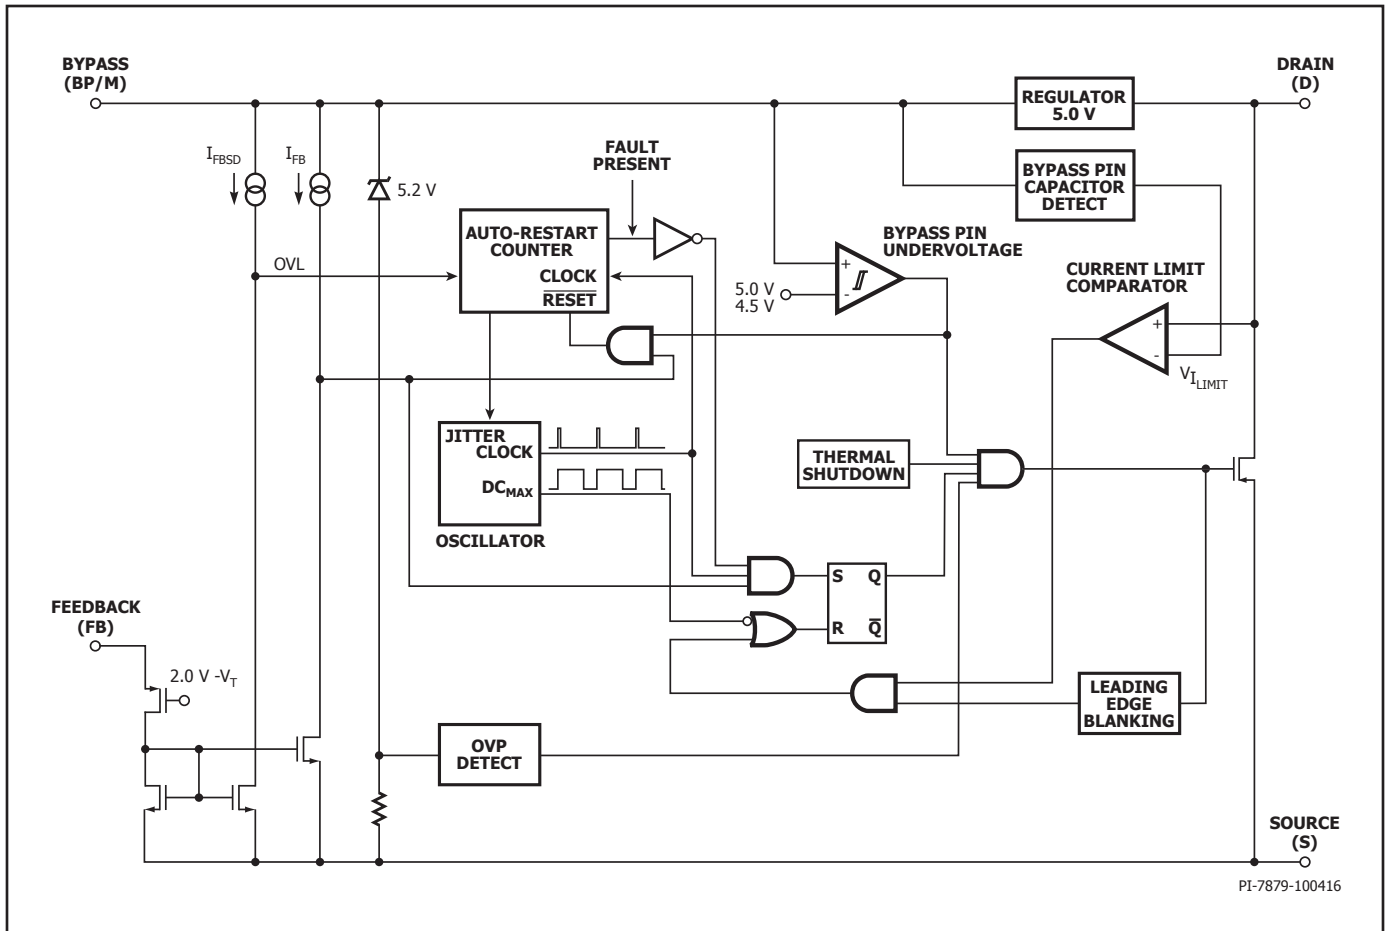 BYPASS
(BP/M)
DRAIN
(D)
REGULATOR
5.0 V
I_FBSD
I_FB
FAULT
PRESENT
BYPASS PIN
CAPACITOR
DETECT
5.2 V
AUTO-RESTART
COUNTER
CLOCK
RESET
BYPASS PIN
UNDERVOLTAGE
OVL
+
-
5.0 V
4.5 V
CURRENT LIMIT
COMPARATOR
+
-
V_I_LIMIT
JITTER
CLOCK
DC_MAX
OSCILLATOR
THERMAL
SHUTDOWN
S Q
R Q̅
FEEDBACK
(FB)
2.0 V -V_T
LEADING
EDGE
BLANKING
OVP
DETECT
SOURCE
(S)
PI-7879-100416